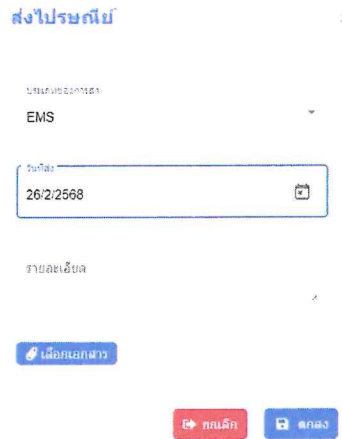 ส่งไปรษณีย์
ประเภทของการส่ง
EMS
วันที่ส่ง
26/2/2568
รายละเอียด
เลือกเอกสาร
ยกเลิก
ตกลง